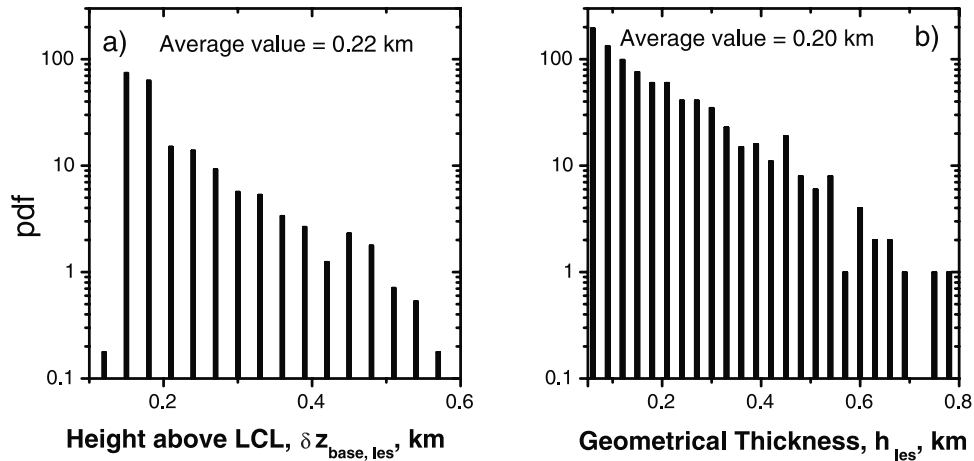 a)
Average value = 0.22 km
100
10
1
0.1
pdf
0.2
0.4
0.6
Height above LCL, δ z base, les, km
b)
Average value = 0.20 km
100
10
1
0.1
0.2
0.4
0.6
0.8
Geometrical Thickness, h les, km